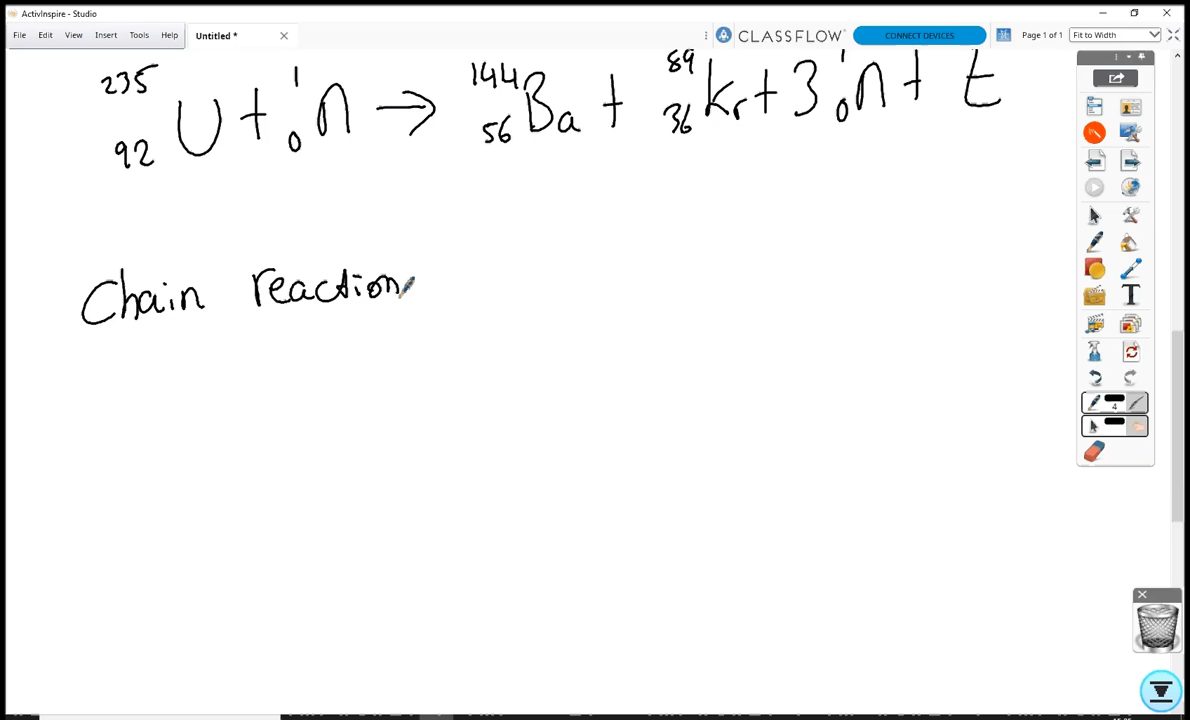 ActivInspire - Studio
File Edit View Insert Tools Help Untitled * CLASSFLOW CONNECT DEVICES Page 1 of 1 Fit to Width
235 1 144 89 1
U + n → Ba + Kr + 3 n + E
92 0 56 36 0
Chain reaction
T
4